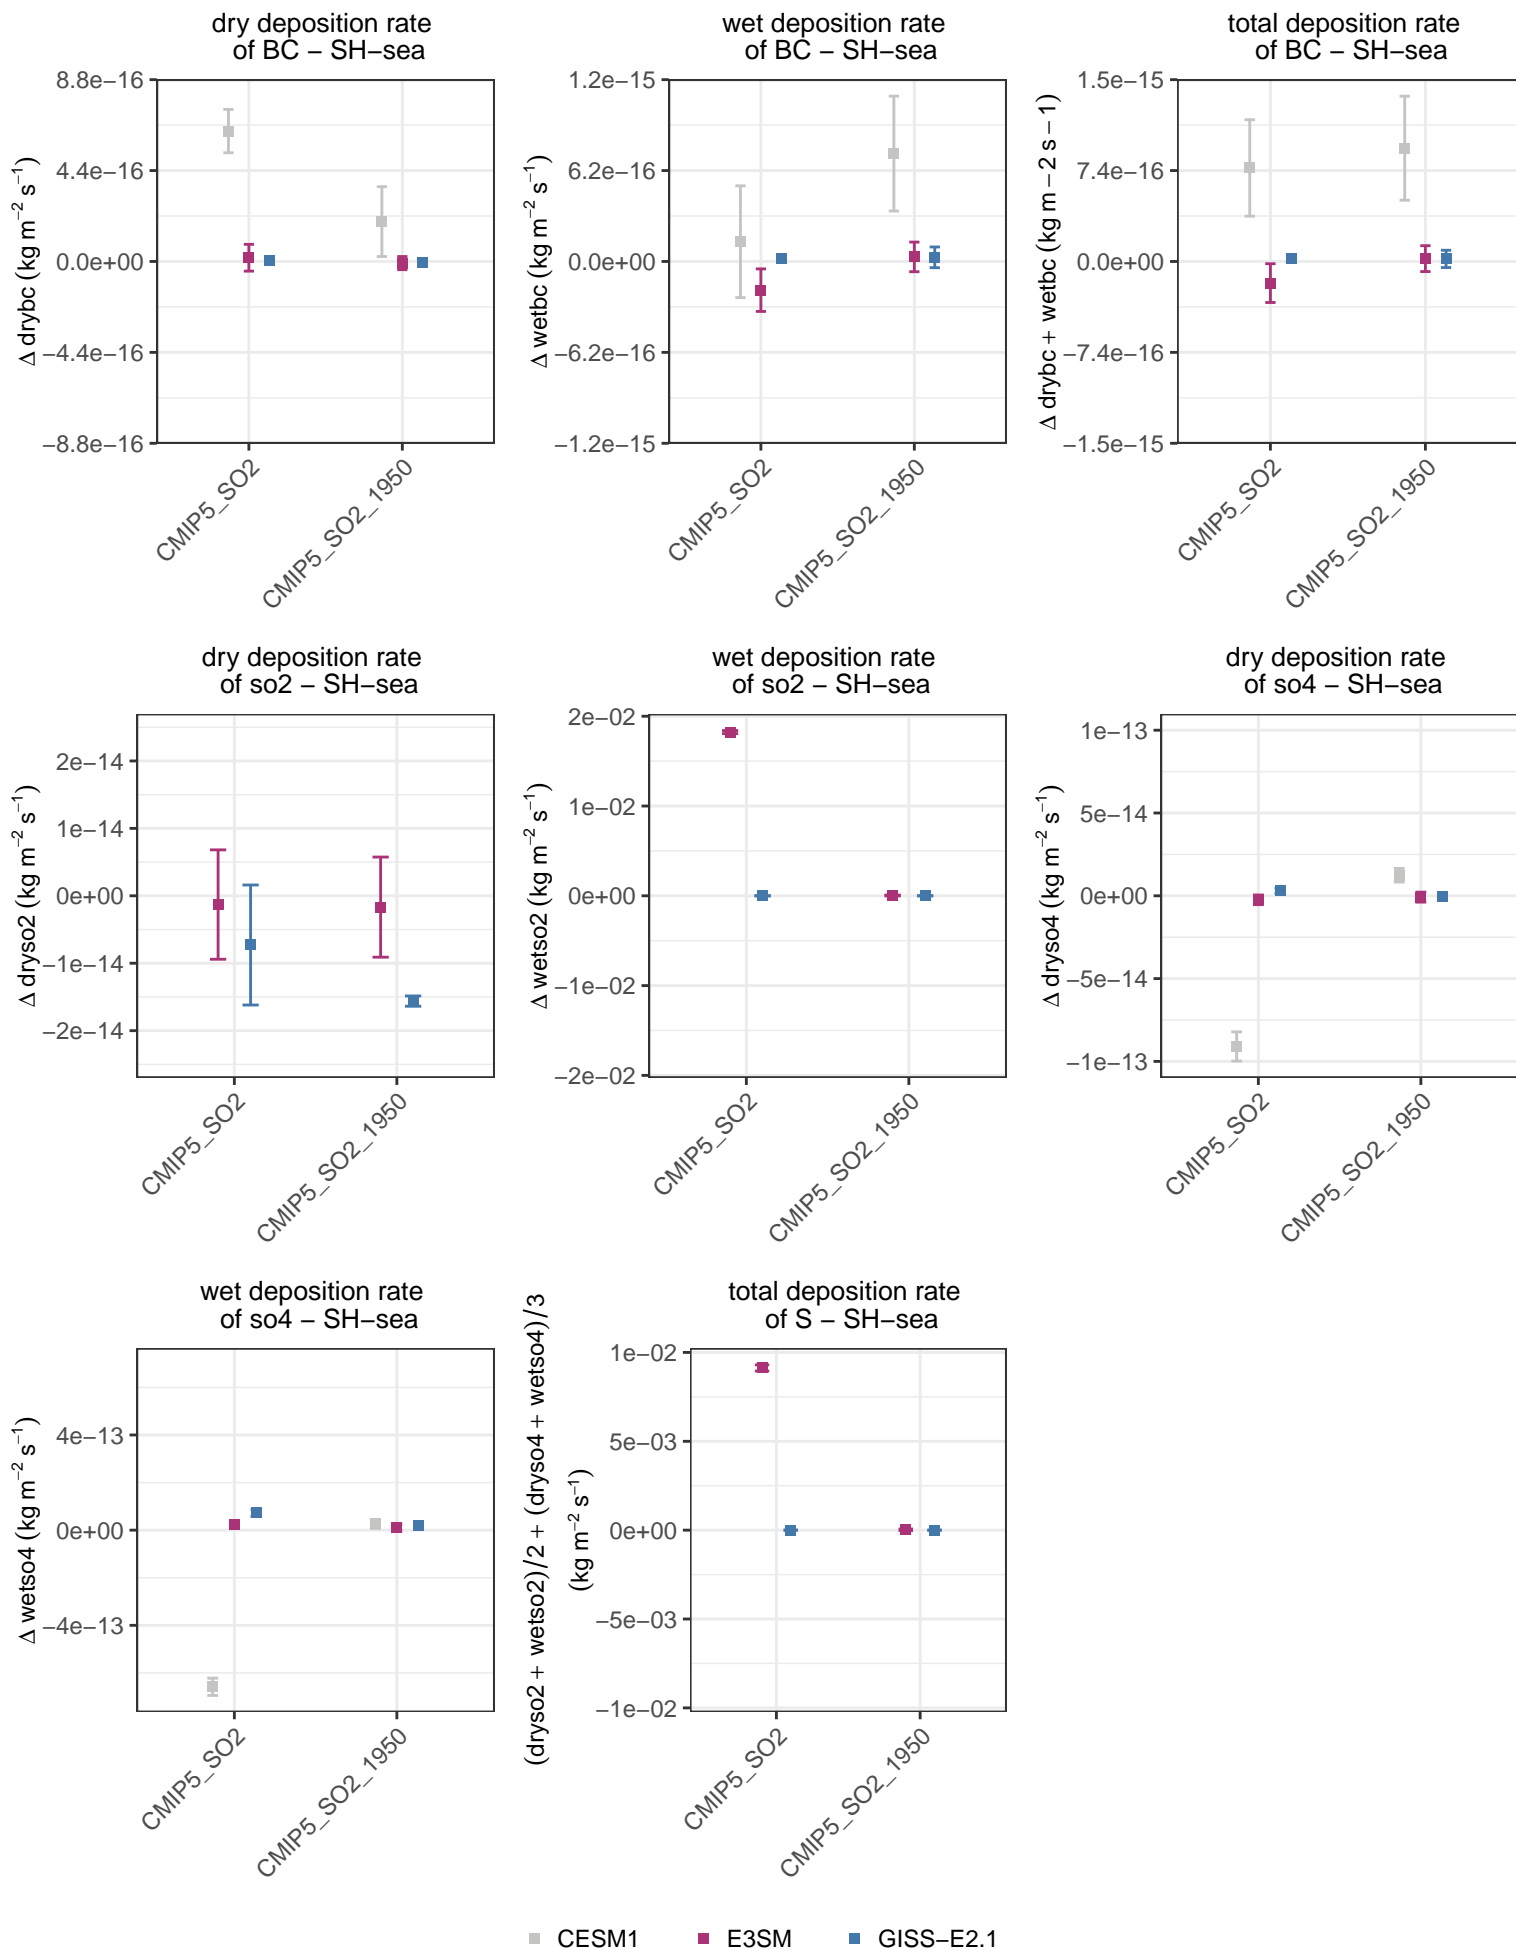 dry deposition rate
of BC − SH−sea
Δ drybc (kg m−2 s−1)
8.8e−16
4.4e−16
0.0e+00
−4.4e−16
−8.8e−16
CMIP5_SO2
CMIP5_SO2_1950
wet deposition rate
of BC − SH−sea
Δ wetbc (kg m−2 s−1)
1.2e−15
6.2e−16
0.0e+00
−6.2e−16
−1.2e−15
CMIP5_SO2
CMIP5_SO2_1950
total deposition rate
of BC − SH−sea
Δ drybc + wetbc (kg m − 2 s − 1)
1.5e−15
7.4e−16
0.0e+00
−7.4e−16
−1.5e−15
CMIP5_SO2
CMIP5_SO2_1950
dry deposition rate
of so2 − SH−sea
Δ dryso2 (kg m−2 s−1)
2e−14
1e−14
0e+00
−1e−14
−2e−14
CMIP5_SO2
CMIP5_SO2_1950
wet deposition rate
of so2 − SH−sea
Δ wetso2 (kg m−2 s−1)
2e−02
1e−02
0e+00
−1e−02
−2e−02
CMIP5_SO2
CMIP5_SO2_1950
dry deposition rate
of so4 − SH−sea
Δ dryso4 (kg m−2 s−1)
1e−13
5e−14
0e+00
−5e−14
−1e−13
CMIP5_SO2
CMIP5_SO2_1950
wet deposition rate
of so4 − SH−sea
Δ wetso4 (kg m−2 s−1)
4e−13
0e+00
−4e−13
CMIP5_SO2
CMIP5_SO2_1950
total deposition rate
of S − SH−sea
(dryso2 + wetso2)/2 + (dryso4 + wetso4)/3
(kg m−2 s−1)
1e−02
5e−03
0e+00
−5e−03
−1e−02
CMIP5_SO2
CMIP5_SO2_1950
CESM1
E3SM
GISS−E2.1